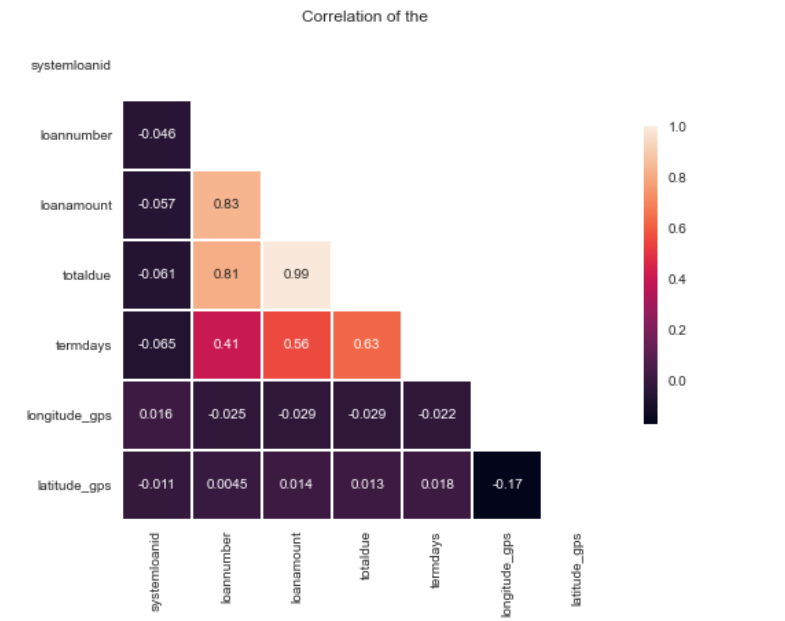 Correlation of the
systemloanid
loannumber -0.046
loanamount -0.057 0.83
totaldue -0.061 0.81 0.99
termdays -0.065 0.41 0.56 0.63
longitude_gps 0.016 -0.025 -0.029 -0.029 -0.022
latitude_gps -0.011 0.0045 0.014 0.013 0.018 -0.17
systemloanid loannumber loanamount totaldue termdays longitude_gps latitude_gps
1.0
0.8
0.6
0.4
0.2
0.0